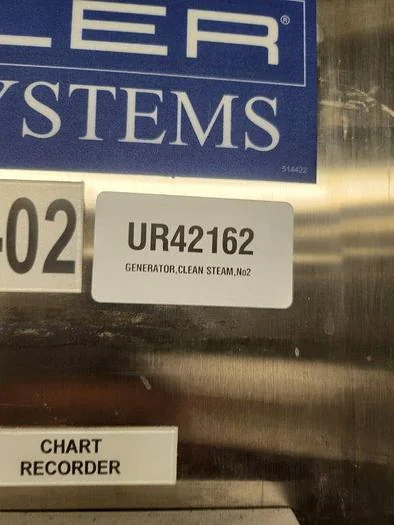 LER®
YSTEMS
514422
-02
UR42162
GENERATOR,CLEAN STEAM,No2
CHART
RECORDER